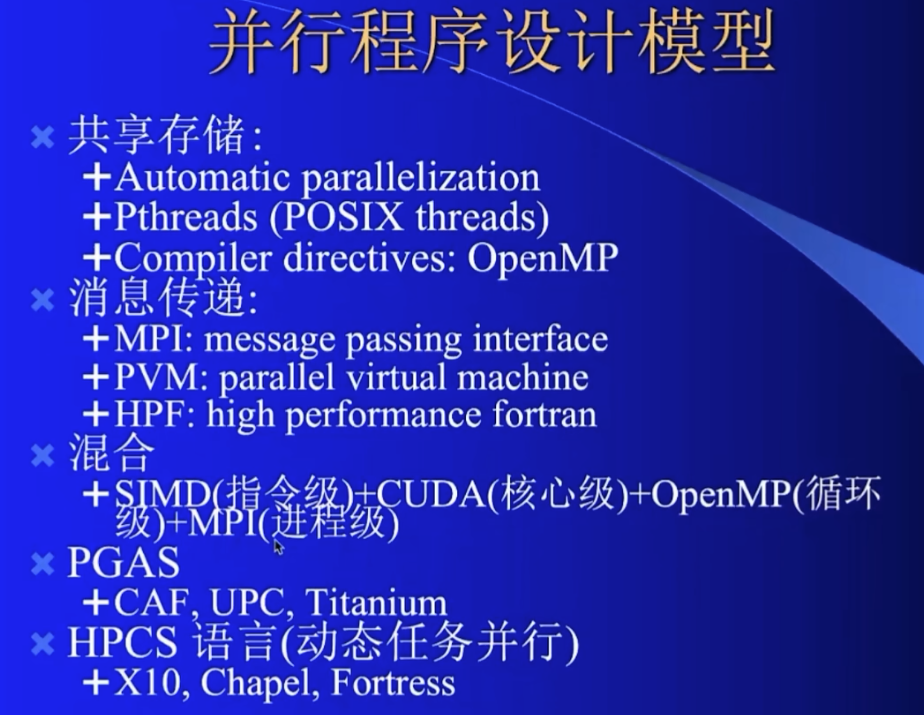 并行程序设计模型
共享存储:
+Automatic parallelization
+Pthreads (POSIX threads)
+Compiler directives: OpenMP
消息传递:
+MPI: message passing interface
+PVM: parallel virtual machine
+HPF: high performance fortran
混合
+SIMD(指令级)+CUDA(核心级)+OpenMP(循环
级)+MPI(进程级)
PGAS
+CAF, UPC, Titanium
HPCS 语言(动态任务并行)
+X10, Chapel, Fortress